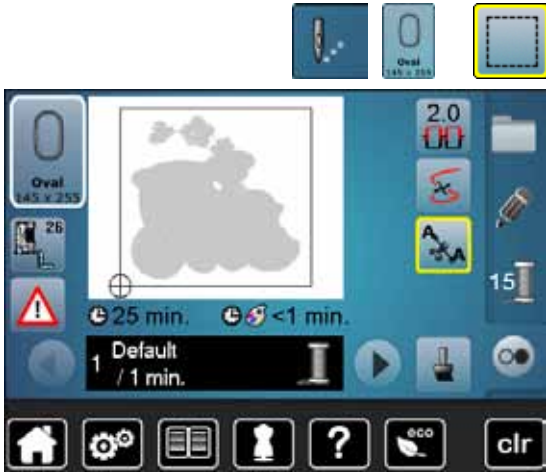 Oval
145 x 255
2.0
Oval
145 x 255
26
A
A
15
25 min.
<1 min.
1 Default
/ 1 min.
?
eco
clr